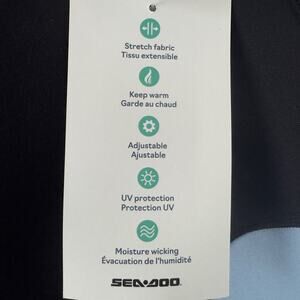 Stretch fabric
Tissu extensible
Keep warm
Garde au chaud
Adjustable
Ajustable
UV protection
Protection UV
Moisture wicking
Évacuation de l'humidité
SEA-DOO